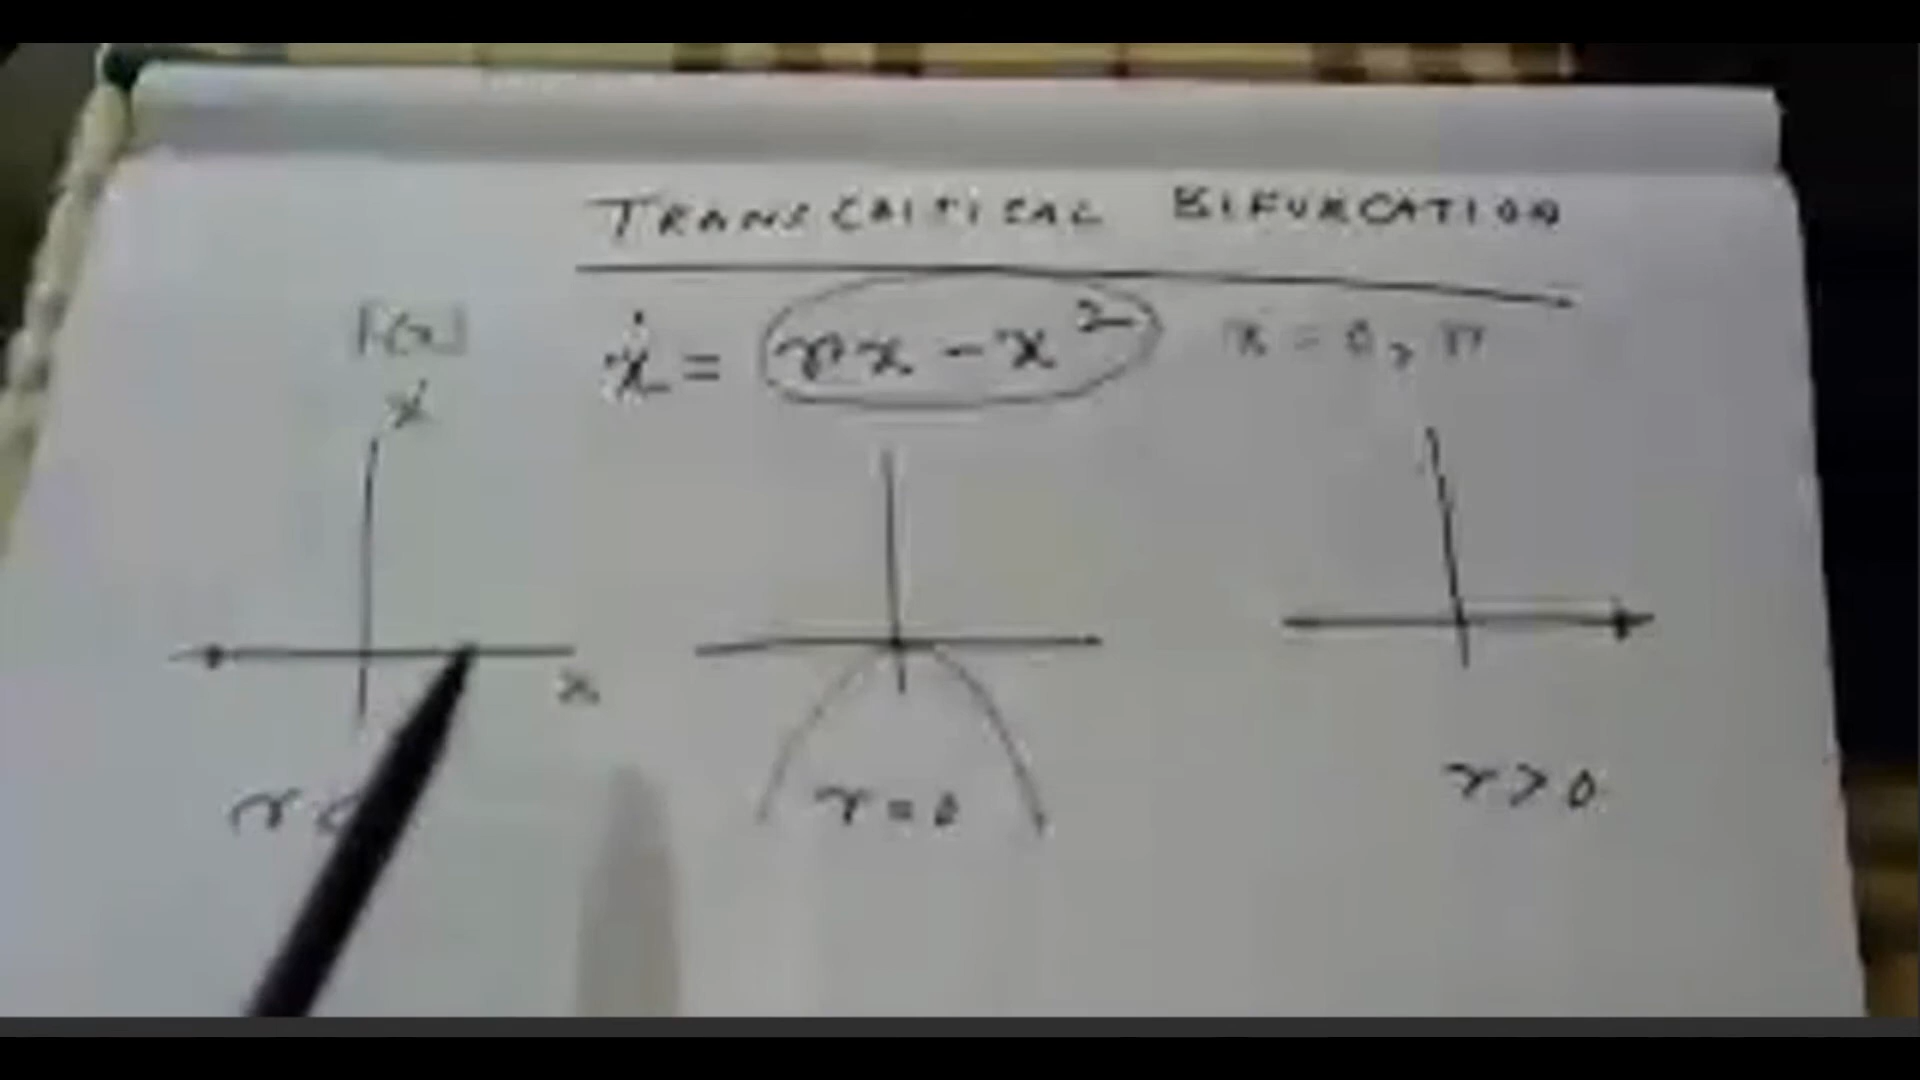 TRANSCRITICAL BIFURCATION
f(x)
ẋ = rx - x² x = 0, r
ẋ
x
r <
r = 0
r > 0